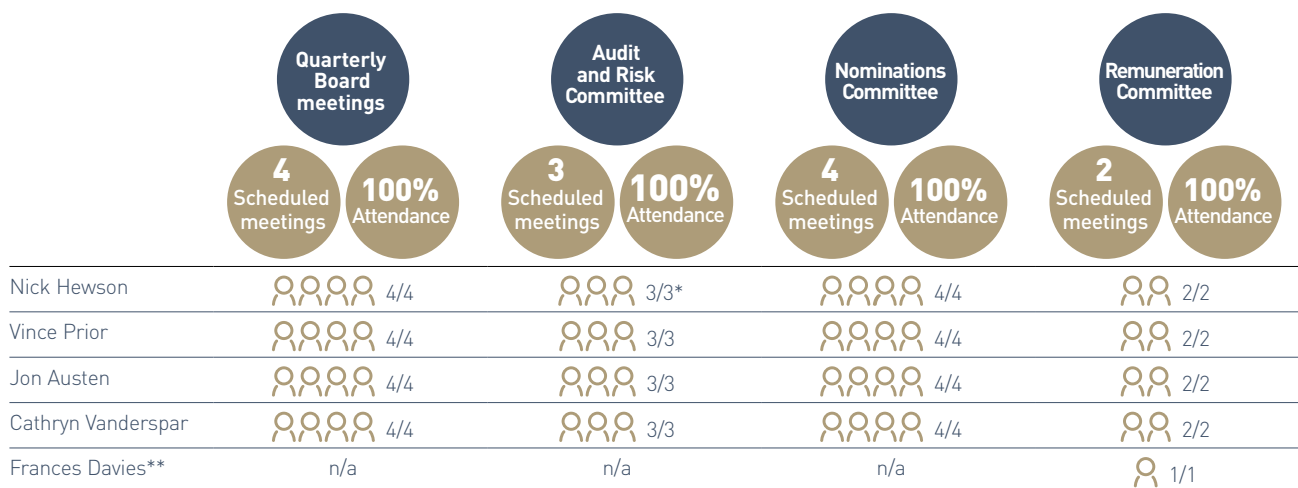 Quarterly
Board
meetings
Audit
and Risk
Committee
Nominations
Committee
Remuneration
Committee
4
Scheduled
meetings
100%
Attendance
3
Scheduled
meetings
100%
Attendance
4
Scheduled
meetings
100%
Attendance
2
Scheduled
meetings
100%
Attendance
Nick Hewson 4/4 3/3* 4/4 2/2
Vince Prior 4/4 3/3 4/4 2/2
Jon Austen 4/4 3/3 4/4 2/2
Cathryn Vanderspar 4/4 3/3 4/4 2/2
Frances Davies** n/a n/a n/a 1/1